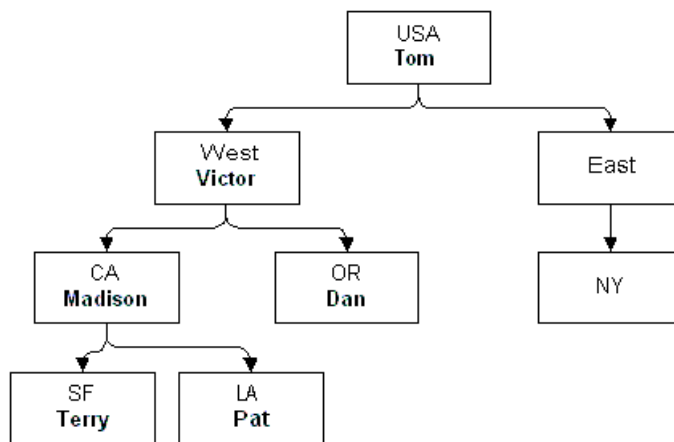 USA
Tom
West
Victor
East
CA
Madison
OR
Dan
NY
SF
Terry
LA
Pat